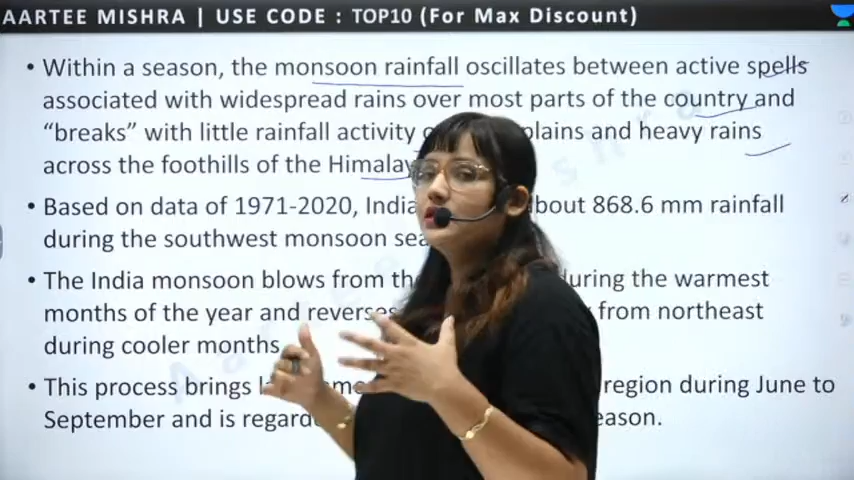 AARTEE MISHRA | USE CODE : TOP10 (For Max Discount)
• Within a season, the monsoon rainfall oscillates between active spells
associated with widespread rains over most parts of the country and
“breaks” with little rainfall activity plains and heavy rains
across the foothills of the
• Based on data of 1971-2020, about 868.6 mm rainfall
during the southwest monsoon
• The India monsoon blows from during the warmest
months of the year and reverses from northeast
during cooler months
• This process brings region during June to
September and is